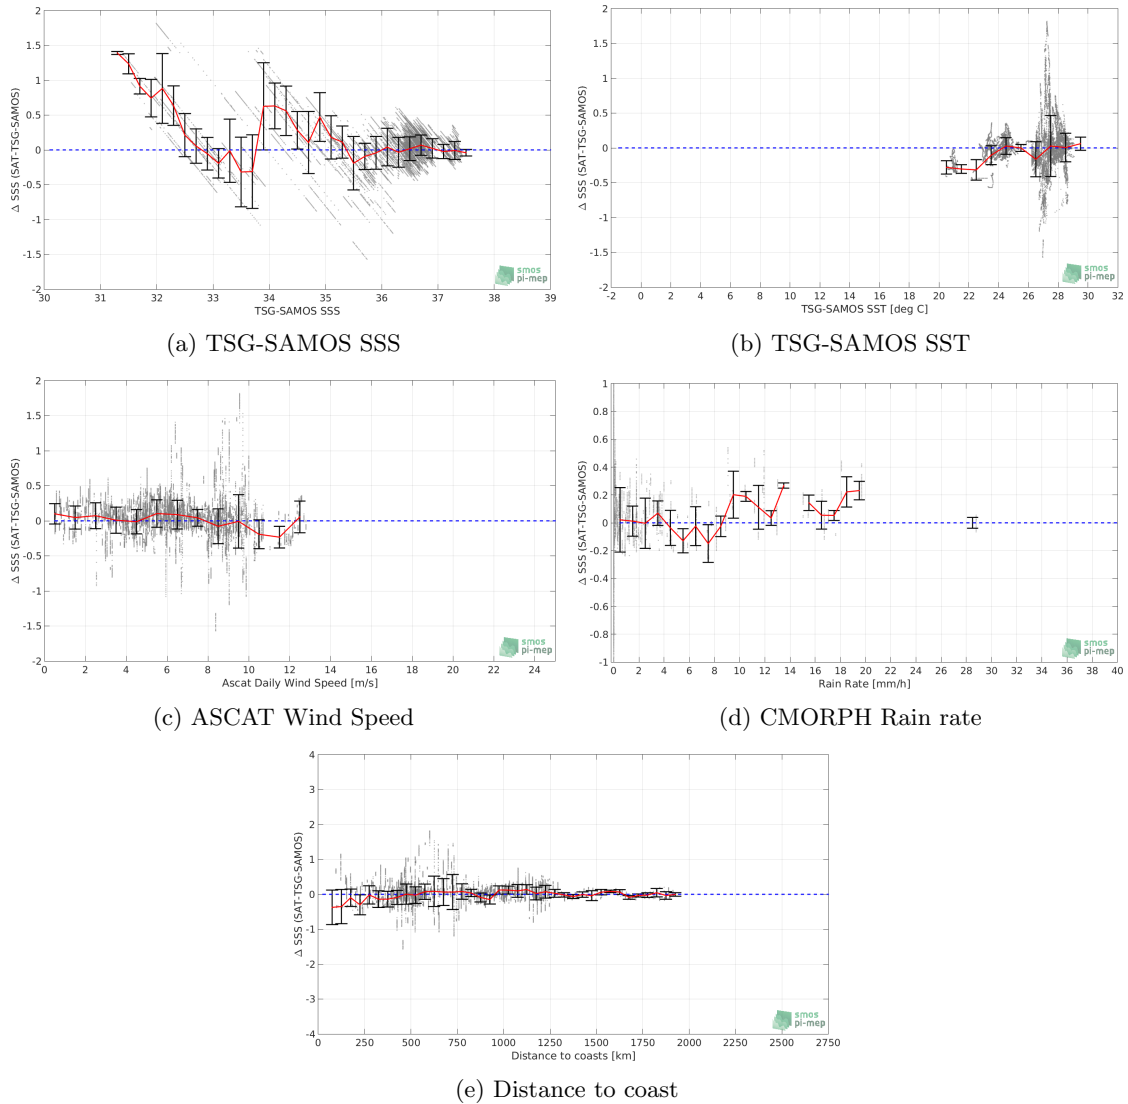 Δ SSS (SAT-TSG-SAMOS)
2
1.5
1
0.5
0
-0.5
-1
-1.5
-2
30 31 32 33 34 35 36 37 38 39
TSG-SAMOS SSS
smos
pi-mep
(a) TSG-SAMOS SSS
Δ SSS (SAT-TSG-SAMOS)
2
1.5
1
0.5
0
-0.5
-1
-1.5
-2
-2 0 2 4 6 8 10 12 14 16 18 20 22 24 26 28 30 32
TSG-SAMOS SST [deg C]
smos
pi-mep
(b) TSG-SAMOS SST
Δ SSS (SAT-TSG-SAMOS)
2
1.5
1
0.5
0
-0.5
-1
-1.5
-2
0 2 4 6 8 10 12 14 16 18 20 22 24
Ascat Daily Wind Speed [m/s]
smos
pi-mep
(c) ASCAT Wind Speed
Δ SSS (SAT-TSG-SAMOS)
1
0.8
0.6
0.4
0.2
0
-0.2
-0.4
-0.6
-0.8
-1
0 2 4 6 8 10 12 14 16 18 20 22 24 26 28 30 32 34 36 38 40
Rain Rate [mm/h]
smos
pi-mep
(d) CMORPH Rain rate
Δ SSS (SAT-TSG-SAMOS)
4
3
2
1
0
-1
-2
-3
-4
0 250 500 750 1000 1250 1500 1750 2000 2250 2500 2750
Distance to coasts [km]
smos
pi-mep
(e) Distance to coast